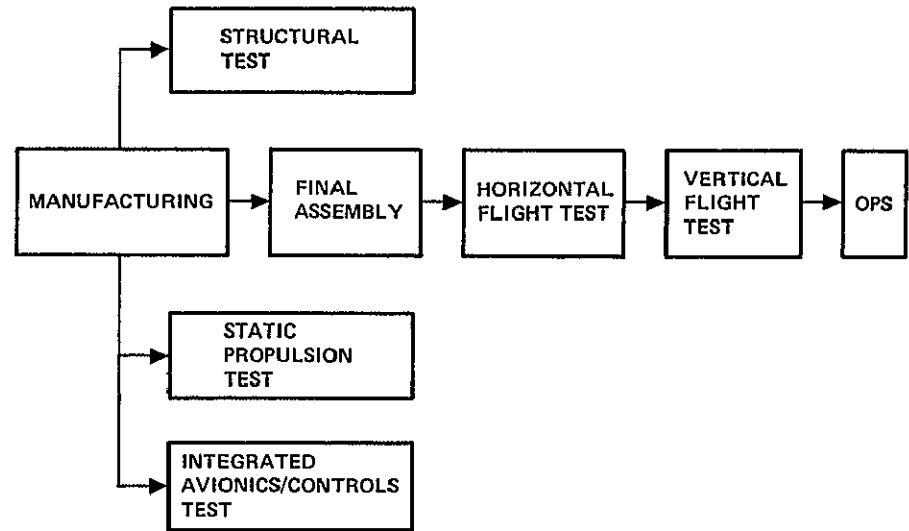 STRUCTURAL
TEST
MANUFACTURING
FINAL
ASSEMBLY
HORIZONTAL
FLIGHT TEST
VERTICAL
FLIGHT
TEST
OPS
STATIC
PROPULSION
TEST
INTEGRATED
AVIONICS/CONTROLS
TEST